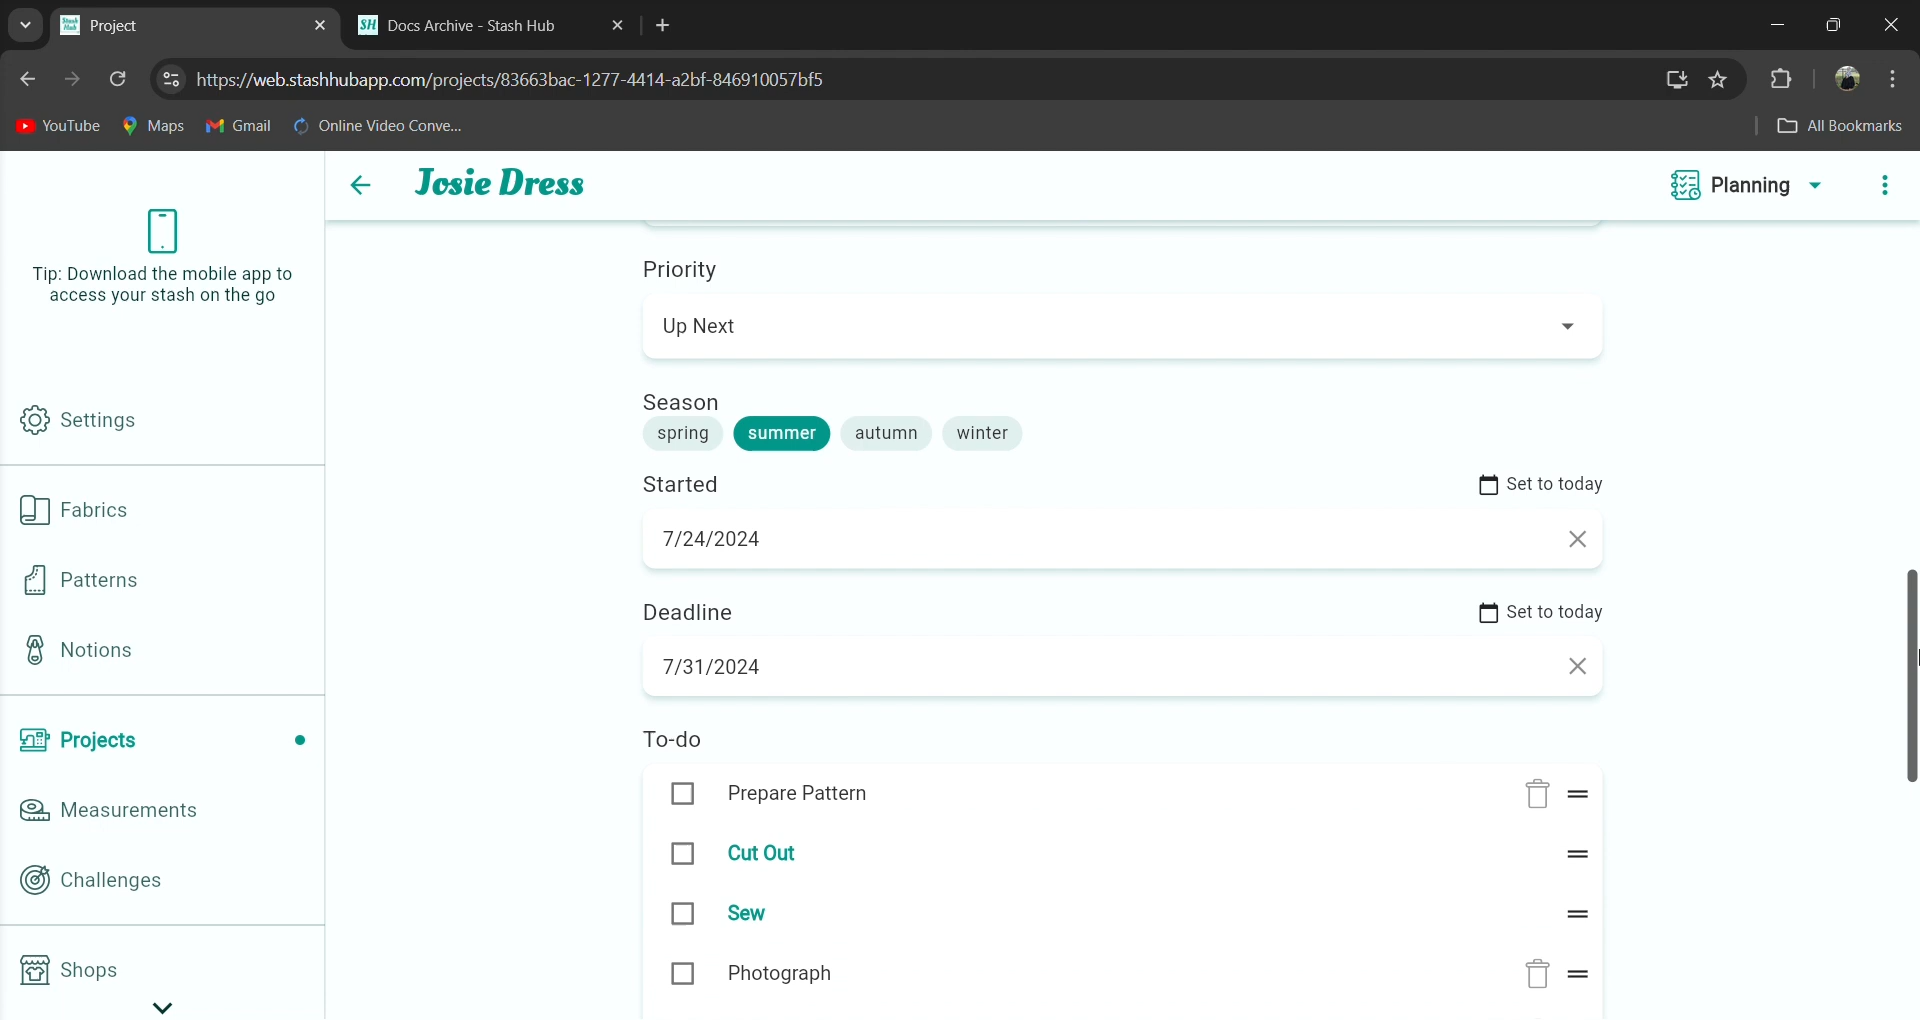 Project
Docs Archive - Stash Hub
https://web.stashhubapp.com/projects/83663bac-1277-4414-a2bf-846910057bf5
YouTube
Maps
Gmail
Online Video Conve...
All Bookmarks
Tip: Download the mobile app to
access your stash on the go
Settings
Fabrics
Patterns
Notions
Projects
Measurements
Challenges
Shops
Josie Dress
Planning
Priority
Up Next
Season
spring
summer
autumn
winter
Started
Set to today
7/24/2024
Deadline
Set to today
7/31/2024
To-do
Prepare Pattern
Cut Out
Sew
Photograph